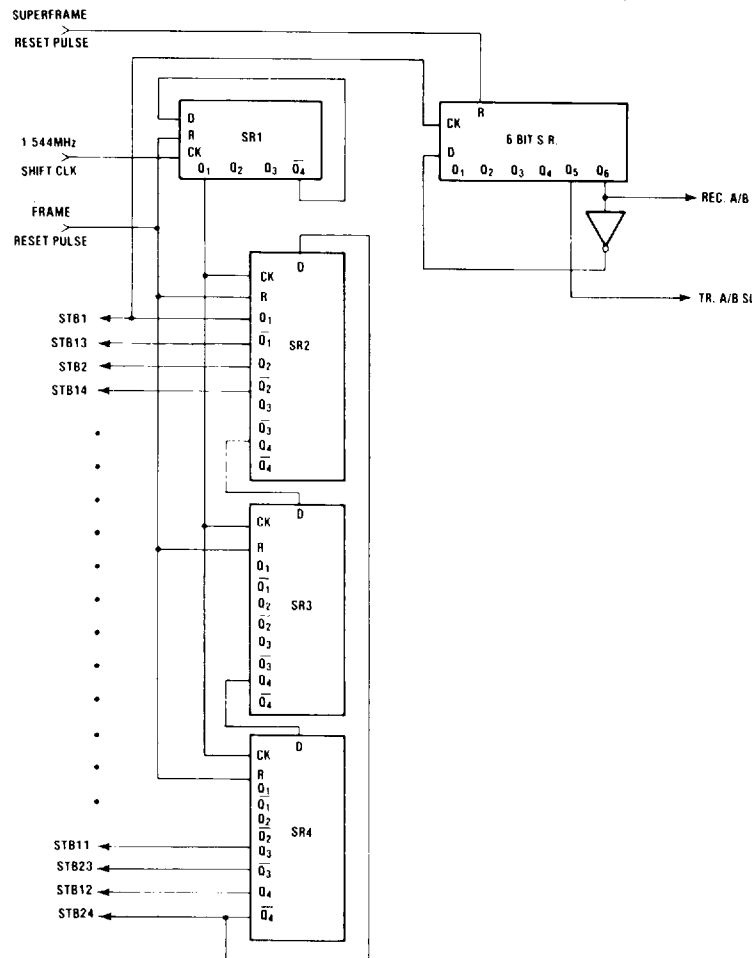 SUPERFRAME
RESET PULSE
D
R
CK
SR1
Q1 Q2 Q3 Q̅4
1 544MHz
SHIFT CLK
FRAME
RESET PULSE
R
CK
6 BIT S R.
D
Q1 Q2 Q3 Q4 Q5 Q6
REC. A/B
TR. A/B
D
CK
R
Q1
Q̅1
Q2
Q̅2
Q3
Q̅3
Q4
Q̅4
SR2
STB1
STB13
STB2
STB14
D
CK
R
Q1
Q̅1
Q2
Q̅2
Q3
Q̅3
Q4
Q̅4
SR3
D
CK
R
Q1
Q̅1
Q2
Q̅2
Q3
Q̅3
Q4
Q̅4
SR4
STB11
STB23
STB12
STB24